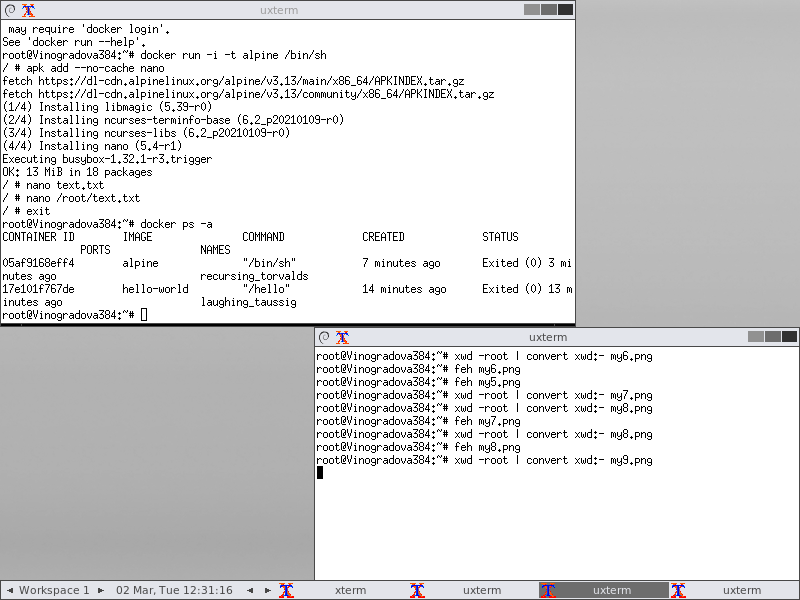 uxterm
 may require 'docker login'.
See 'docker run --help'.
root@Vinogradova384:~# docker run -i -t alpine /bin/sh
/ # apk add --no-cache nano
fetch https://dl-cdn.alpinelinux.org/alpine/v3.13/main/x86_64/APKINDEX.tar.gz
fetch https://dl-cdn.alpinelinux.org/alpine/v3.13/community/x86_64/APKINDEX.tar.gz
(1/4) Installing libmagic (5.39-r0)
(2/4) Installing ncurses-terminfo-base (6.2_p20210109-r0)
(3/4) Installing ncurses-libs (6.2_p20210109-r0)
(4/4) Installing nano (5.4-r1)
Executing busybox-1.32.1-r3.trigger
OK: 13 MiB in 18 packages
/ # nano text.txt
/ # nano /root/text.txt
/ # exit
root@Vinogradova384:~# docker ps -a
CONTAINER ID        IMAGE               COMMAND             CREATED             STATUS
             PORTS               NAMES
05af9168eff4        alpine              "/bin/sh"           7 minutes ago       Exited (0) 3 mi
nutes ago                        recursing_torvalds
17e101f767de        hello-world         "/hello"            14 minutes ago      Exited (0) 13 m
inutes ago                       laughing_taussig
root@Vinogradova384:~#
uxterm
root@Vinogradova384:~# xwd -root | convert xwd:- my6.png
root@Vinogradova384:~# feh my6.png
root@Vinogradova384:~# feh my5.png
root@Vinogradova384:~# xwd -root | convert xwd:- my7.png
root@Vinogradova384:~# xwd -root | convert xwd:- my8.png
root@Vinogradova384:~# feh my7.png
root@Vinogradova384:~# xwd -root | convert xwd:- my8.png
root@Vinogradova384:~# feh my8.png
root@Vinogradova384:~# xwd -root | convert xwd:- my9.png
Workspace 1 02 Mar, Tue 12:31:16 xterm uxterm uxterm uxterm